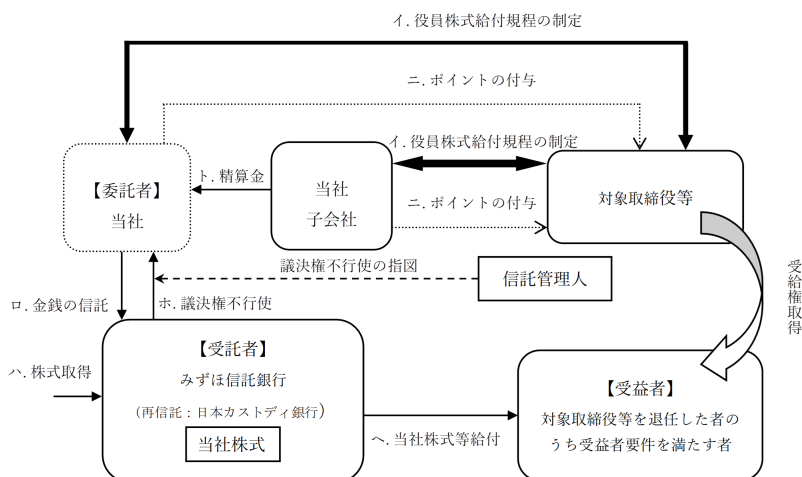 イ. 役員株式給付規程の制定
ニ. ポイントの付与
イ. 役員株式給付規程の制定
【委託者】
当社
ト. 精算金
当社
子会社
対象取締役等
ニ. ポイントの付与
議決権不行使の指図
信託管理人
受給権取得
ロ. 金銭の信託
ホ. 議決権不行使
【受託者】
みずほ信託銀行
(再信託：日本カストディ銀行)
当社株式
ハ. 株式取得
ヘ. 当社株式等給付
【受益者】
対象取締役等を退任した者の
うち受益者要件を満たす者